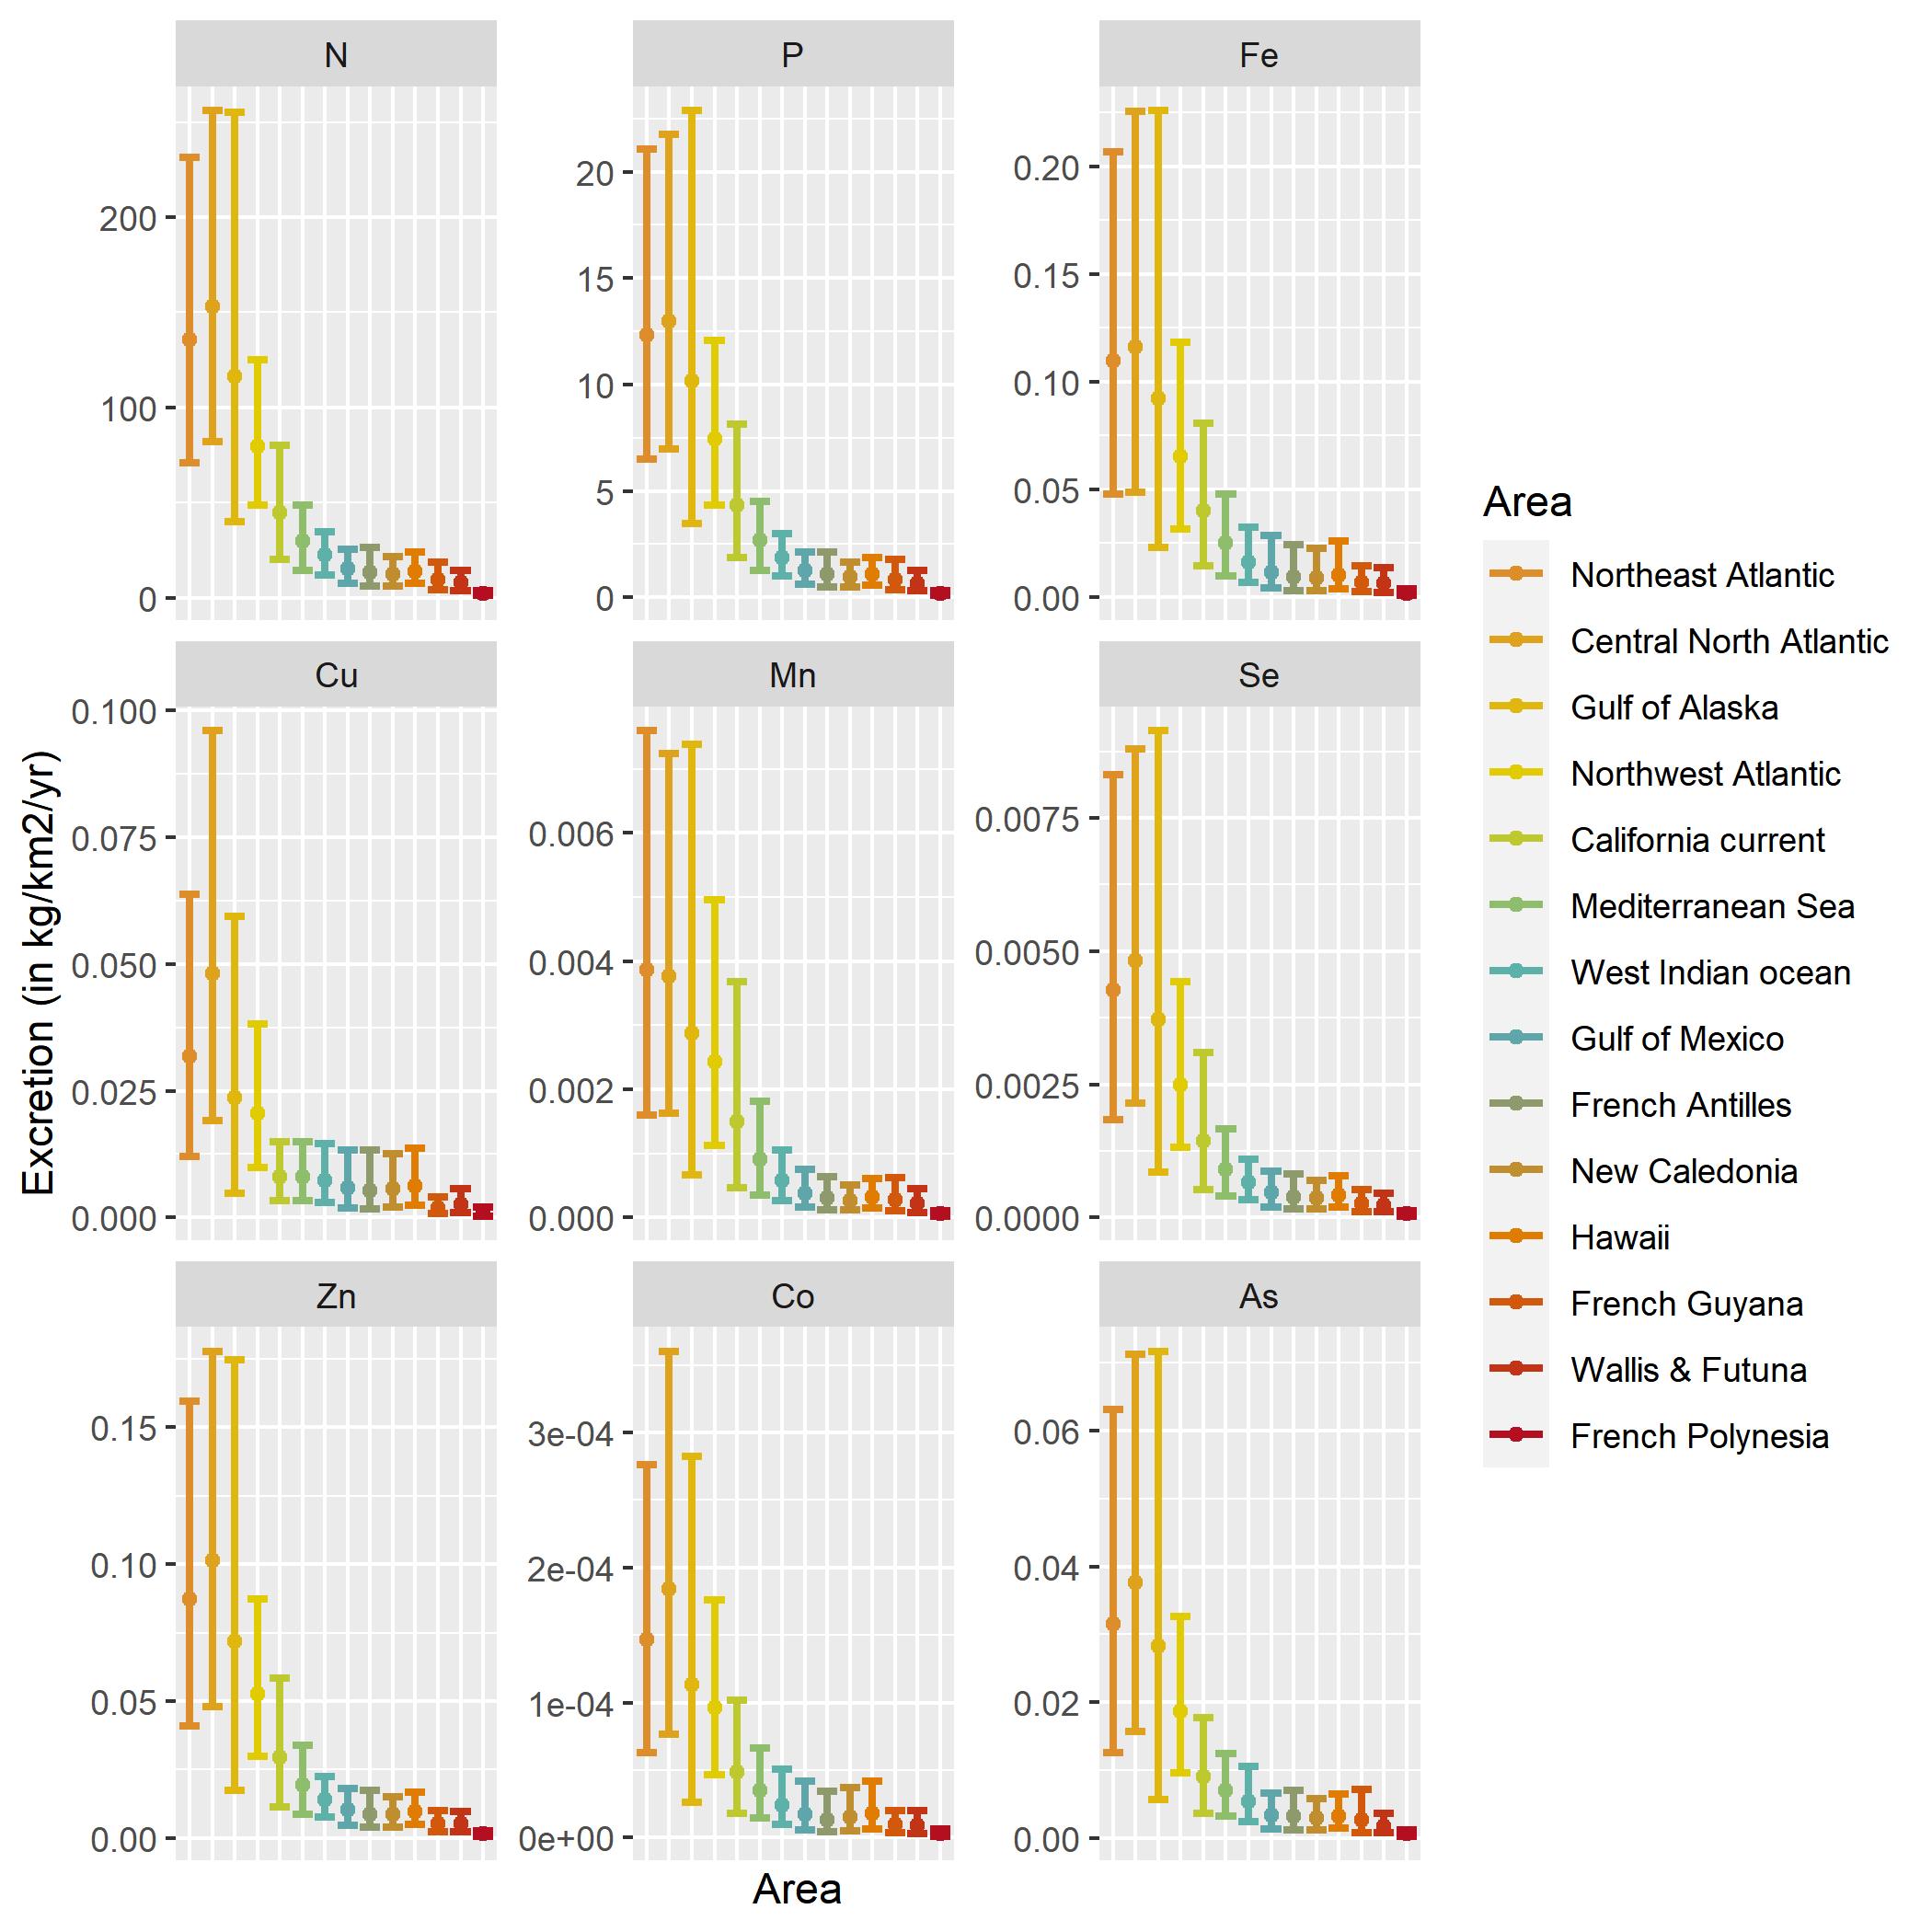 N P Fe
200
100
0
20
15
10
5
0
0.20
0.15
0.10
0.05
0.00
Cu Mn Se
0.100
0.075
0.050
0.025
0.000
0.006
0.004
0.002
0.000
0.0075
0.0050
0.0025
0.0000
Zn Co As
0.15
0.10
0.05
0.00
3e-04
2e-04
1e-04
0e+00
0.06
0.04
0.02
0.00
Excretion (in kg/km2/yr)
Area
Area
Northeast Atlantic
Central North Atlantic
Gulf of Alaska
Northwest Atlantic
California current
Mediterranean Sea
West Indian ocean
Gulf of Mexico
French Antilles
New Caledonia
Hawaii
French Guyana
Wallis & Futuna
French Polynesia